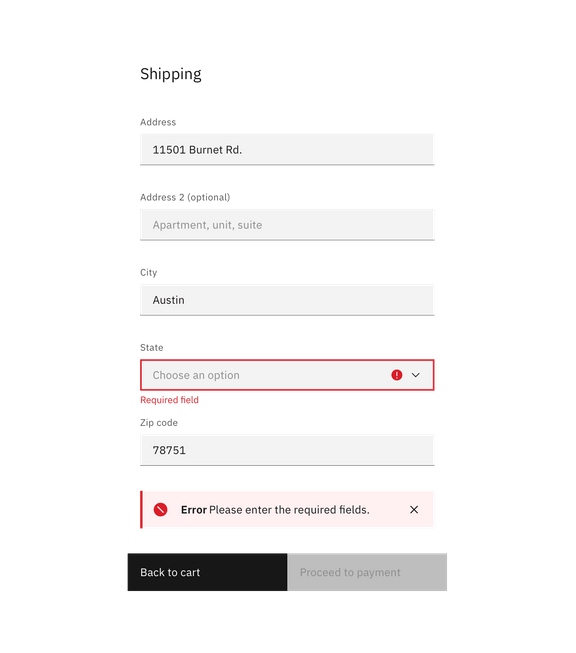 Shipping
Address
11501 Burnet Rd.
Address 2 (optional)
Apartment, unit, suite
City
Austin
State
Choose an option
Required field
Zip code
78751
Error Please enter the required fields.
Back to cart
Proceed to payment